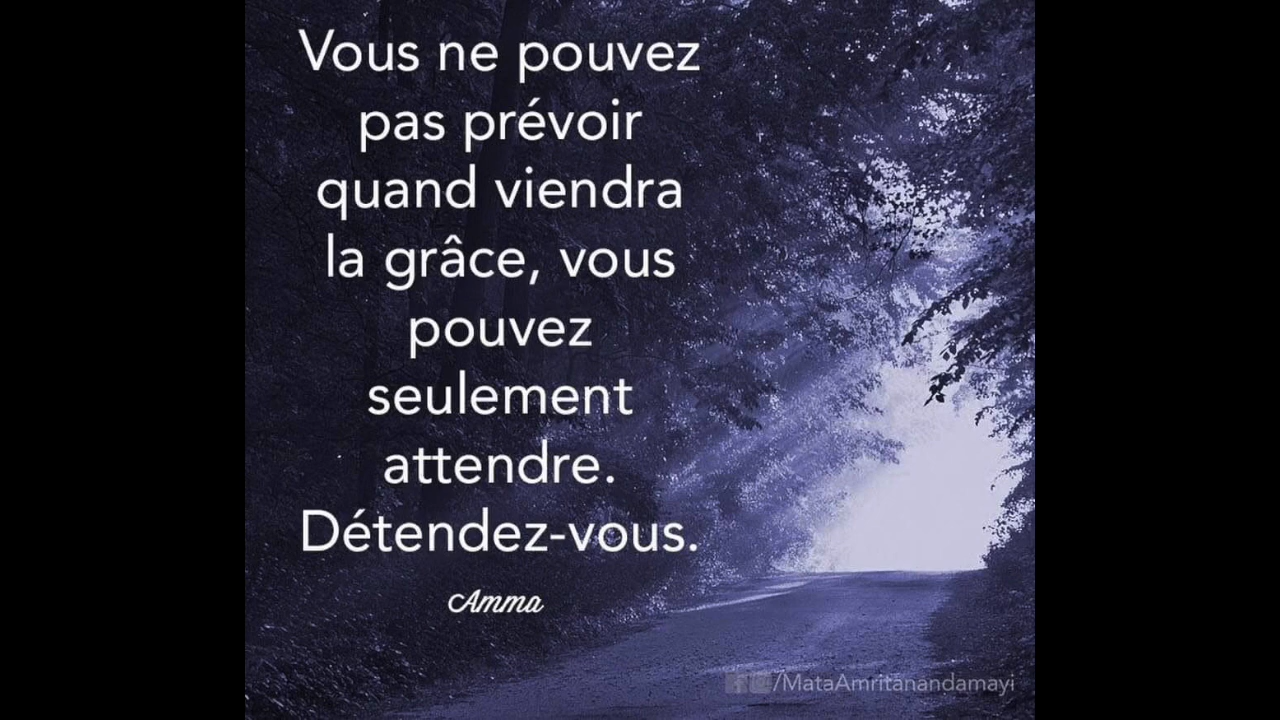 Vous ne pouvez
pas prévoir
quand viendra
la grâce, vous
pouvez
seulement
attendre.
Détendez-vous.
Amma
/MataAmritanandamayi